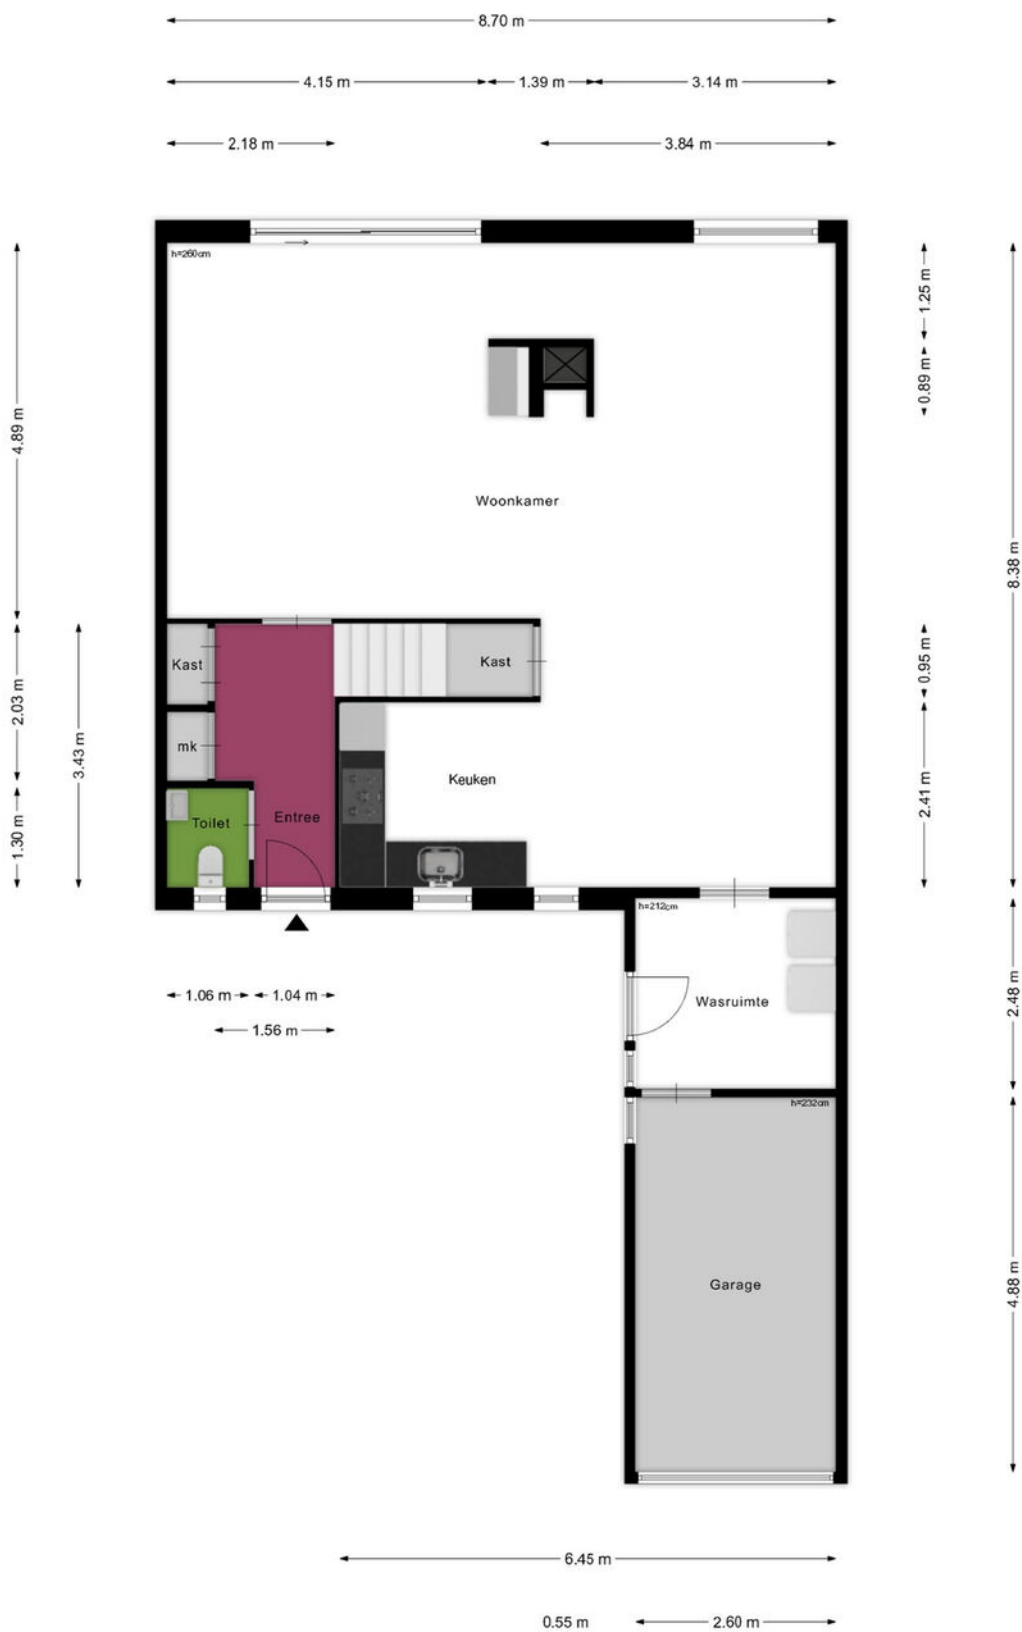 8.70 m
4.15 m
1.39 m
3.14 m
2.18 m
3.84 m
h=260cm
1.25 m
0.89 m
4.89 m
Woonkamer
8.38 m
Kast
Kast
0.95 m
2.03 m
3.43 m
mk
Keuken
2.41 m
Toilet
Entree
1.30 m
h=212cm
1.06 m
1.04 m
Wasruimte
2.48 m
1.56 m
h=232cm
Garage
4.88 m
6.45 m
0.55 m
2.60 m